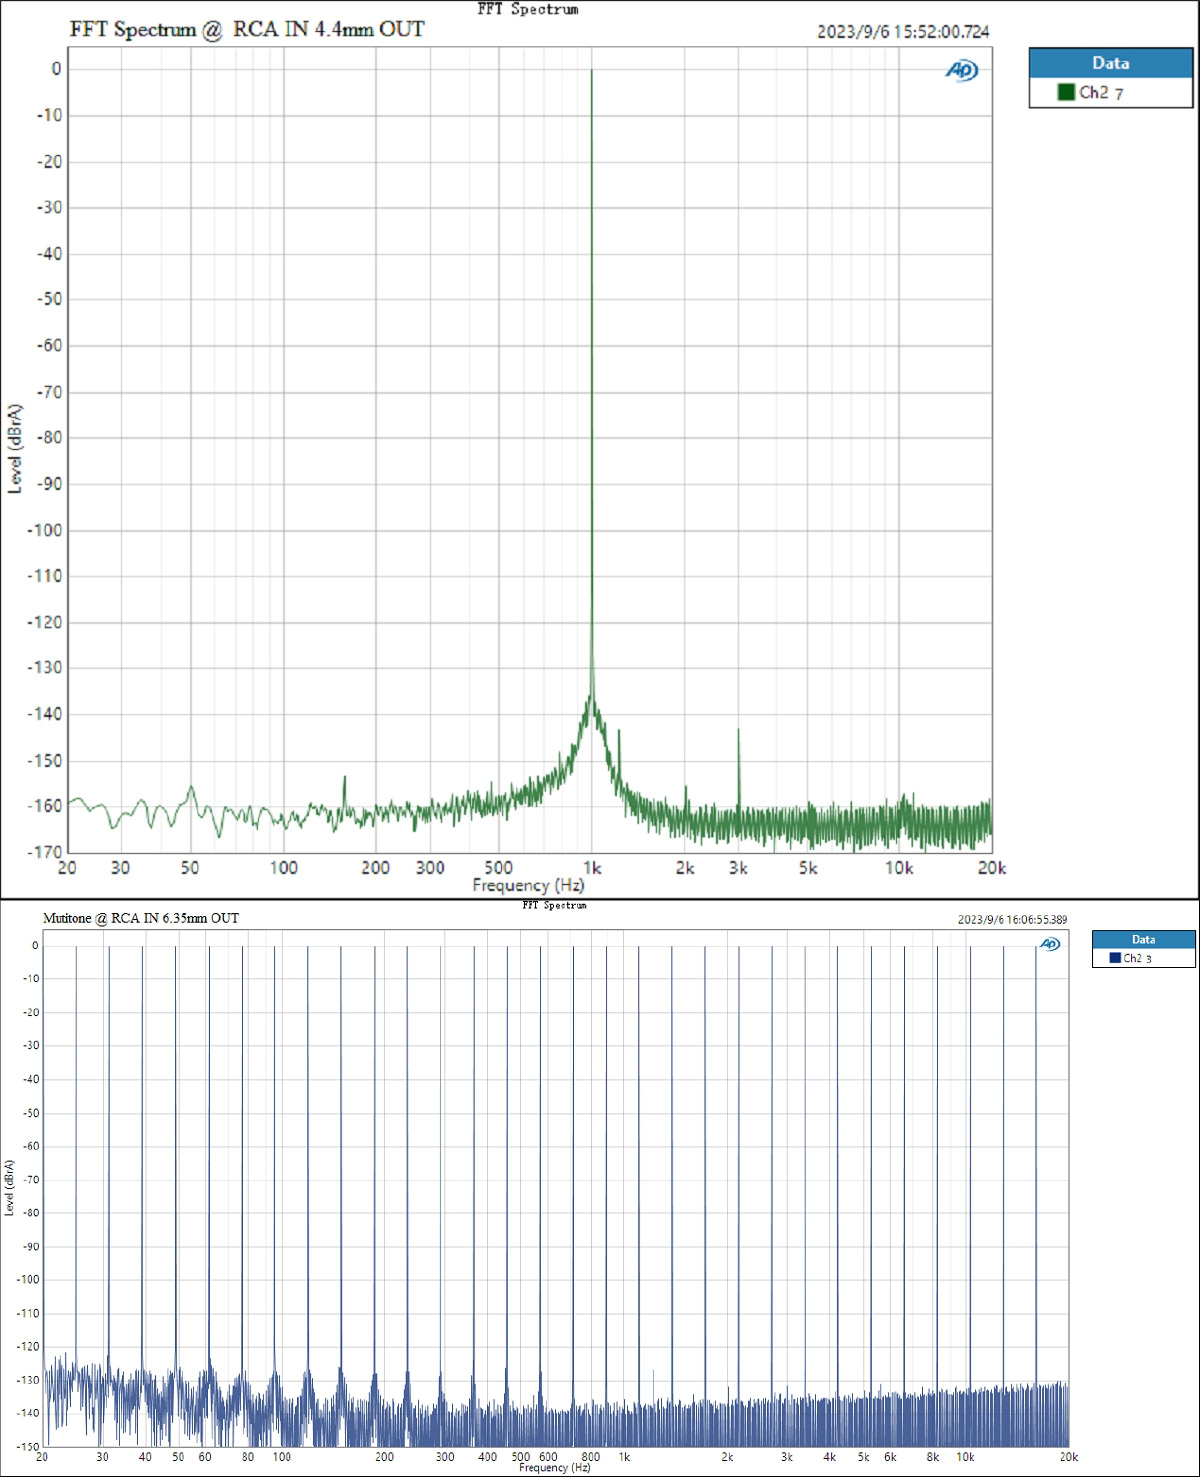 FFT Spectrum
FFT Spectrum @ RCA IN 4.4mm OUT
2023/9/6 15:52:00.724
AP
Data
Ch2 7
Level (dBrA)
0
-10
-20
-30
-40
-50
-60
-70
-80
-90
-100
-110
-120
-130
-140
-150
-160
-170
20 30 50 100 200 300 500 1k 2k 3k 5k 10k 20k
Frequency (Hz)
FFT Spectrum
Mutitone @ RCA IN 6.35mm OUT
2023/9/6 16:06:55.389
AP
Data
Ch2 3
Level (dBrA)
0
-10
-20
-30
-40
-50
-60
-70
-80
-90
-100
-110
-120
-130
-140
-150
20 30 40 50 60 80 100 200 300 400 500 600 800 1k 2k 3k 4k 5k 6k 8k 10k 20k
Frequency (Hz)